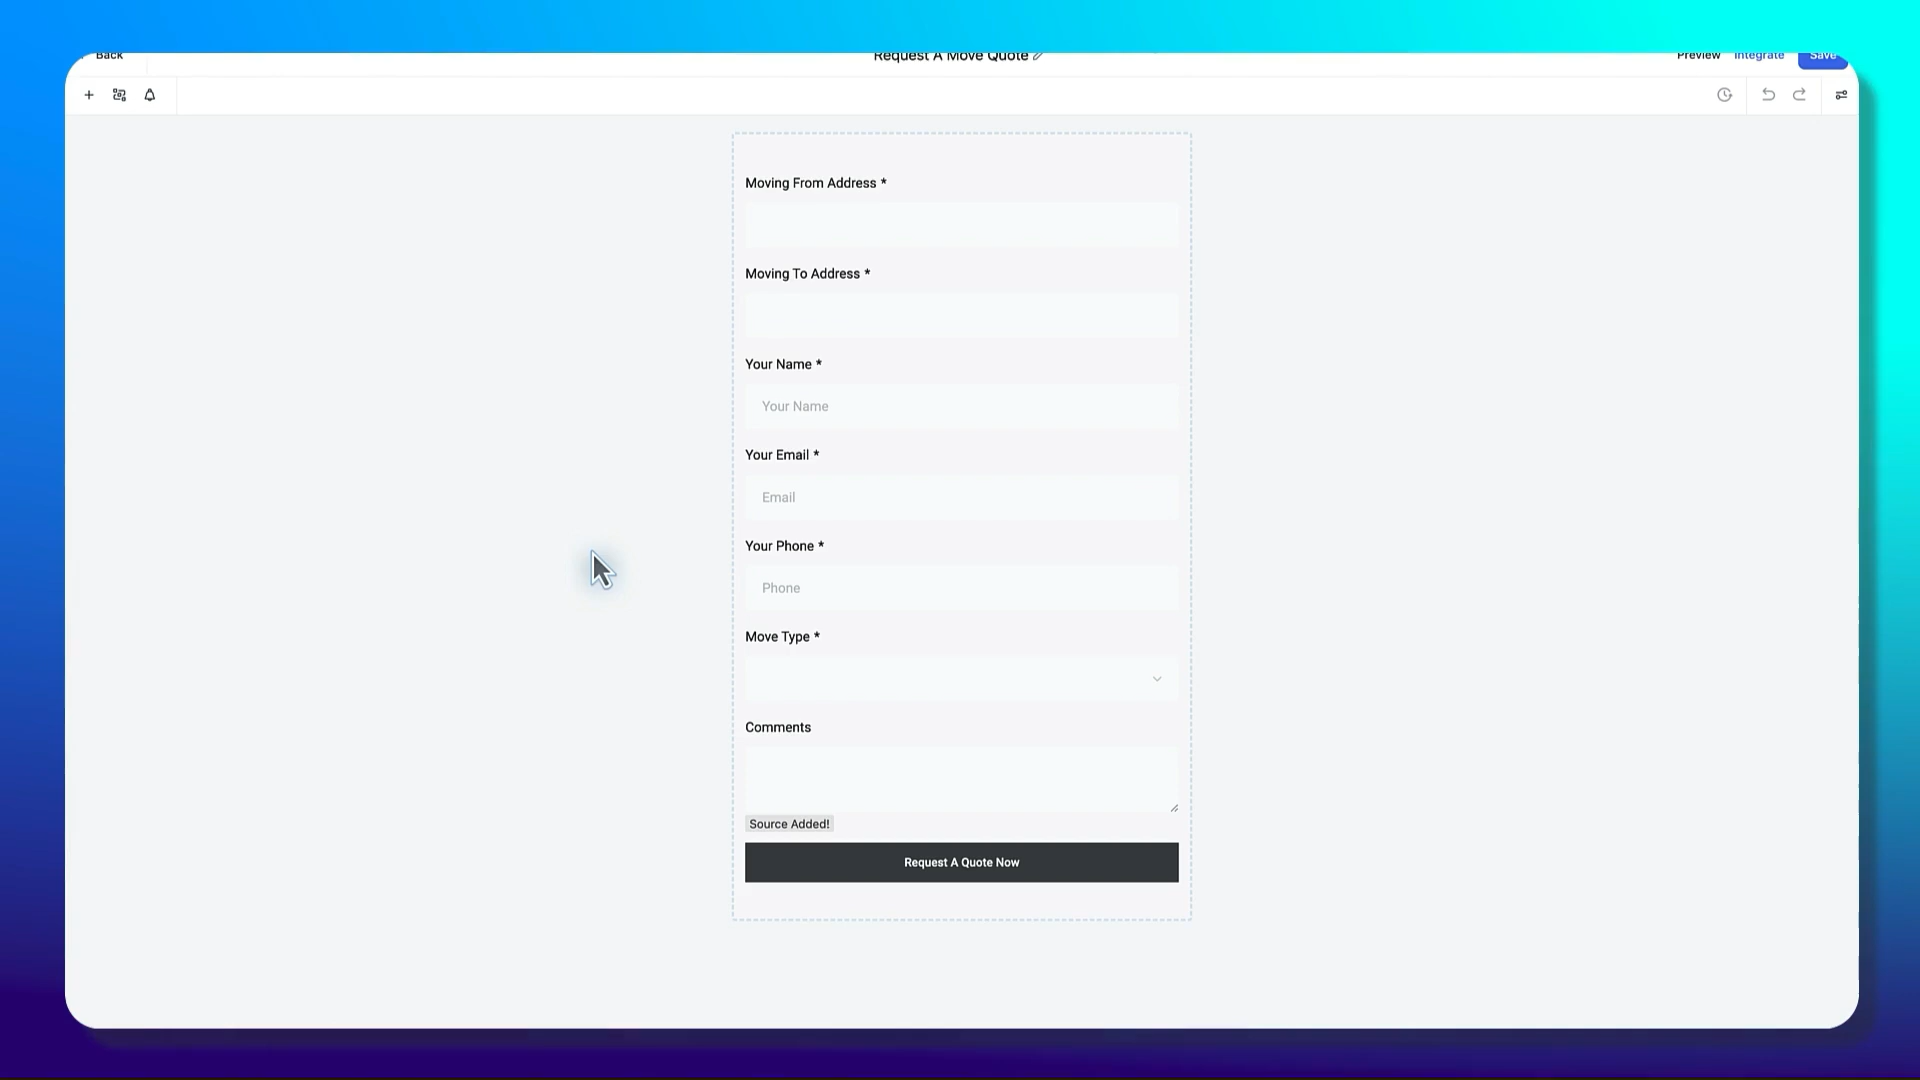 Back
Request A Move Quote
Preview
Integrate
Save
Moving From Address *
Moving To Address *
Your Name *
Your Name
Your Email *
Email
Your Phone *
Phone
Move Type *
Comments
Source Added!
Request A Quote Now